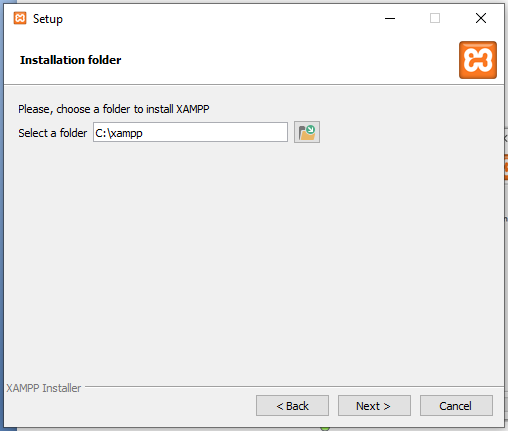 Setup
Installation folder
Please, choose a folder to install XAMPP
Select a folder C:\xampp
XAMPP Installer
< Back Next > Cancel